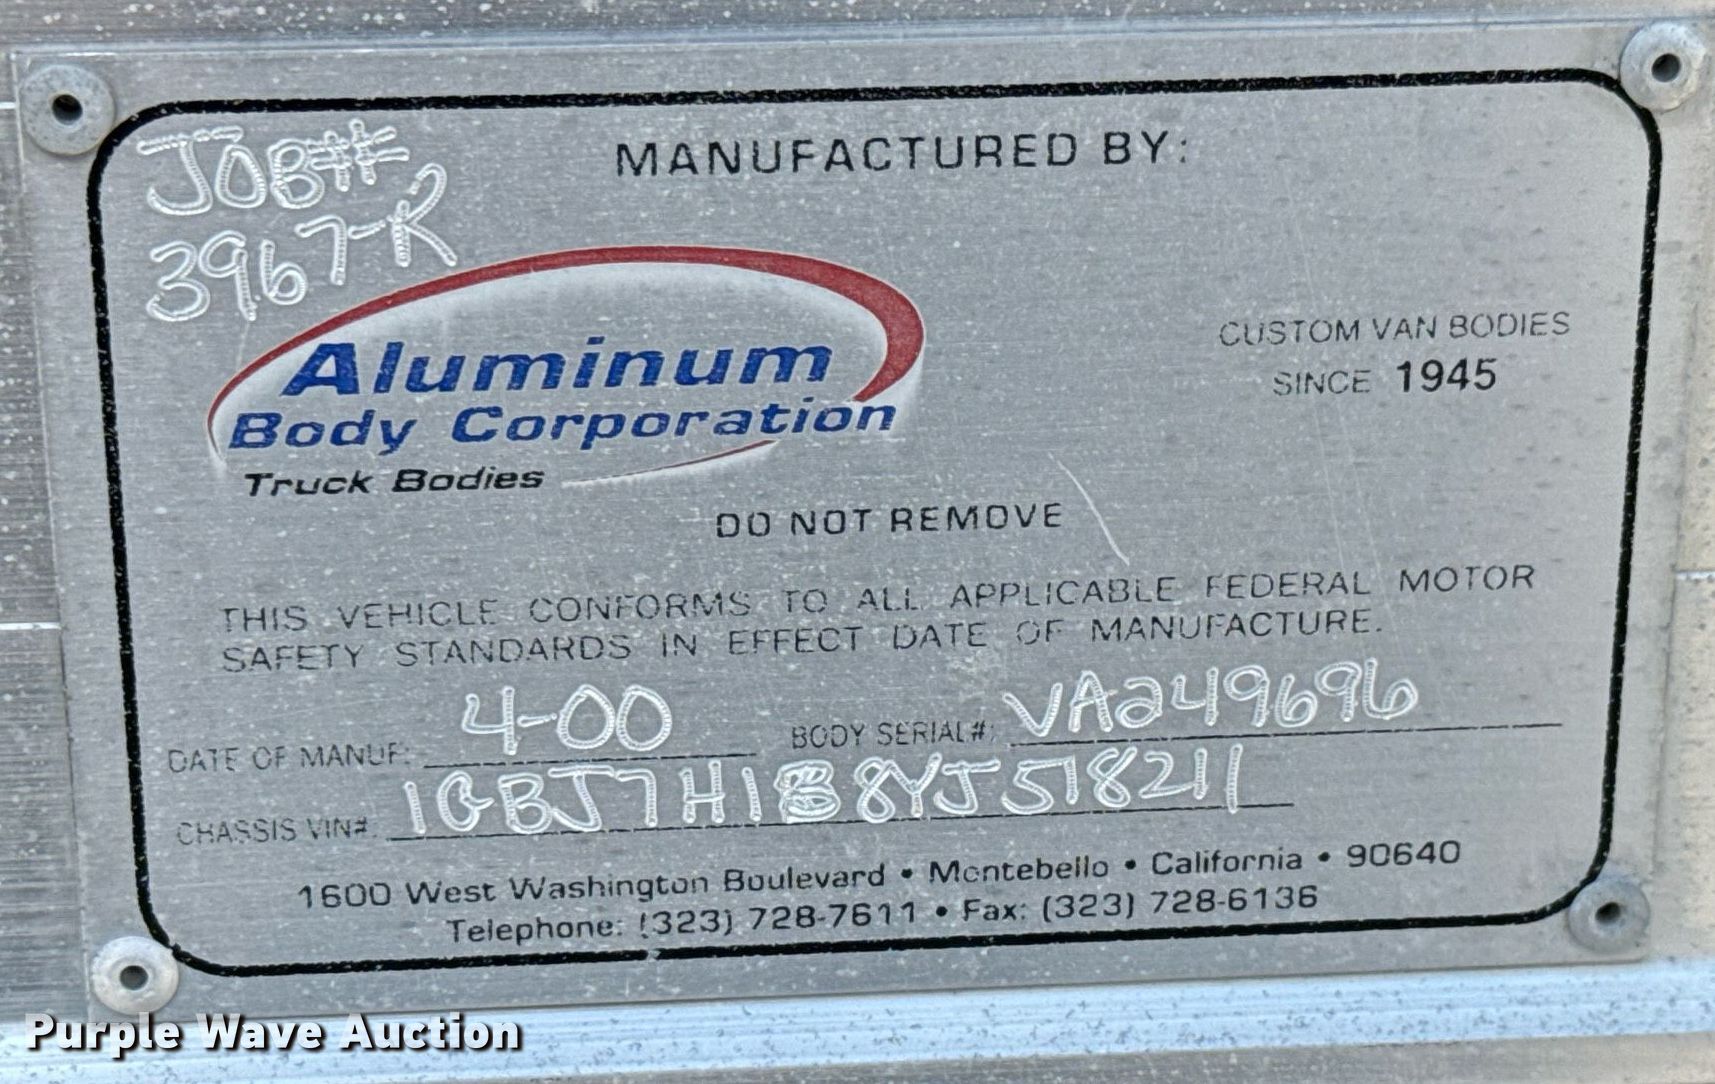 JOB##
3967-R
MANUFACTURED BY:
Aluminum
Body Corporation
Truck Bodies
CUSTOM VAN BODIES
SINCE 1945
DO NOT REMOVE
THIS VEHICLE CONFORMS TO ALL APPLICABLE FEDERAL MOTOR
SAFETY STANDARDS IN EFFECT DATE OF MANUFACTURE.
DATE OF MANUF: 4-00 BODY SERIAL#: VA249696
CHASSIS VIN#: 1GBJ7H1B8YJ518211
1600 West Washington Boulevard • Montebello • California • 90640
Telephone: (323) 728-7611 • Fax: (323) 728-6136
Purple Wave Auction